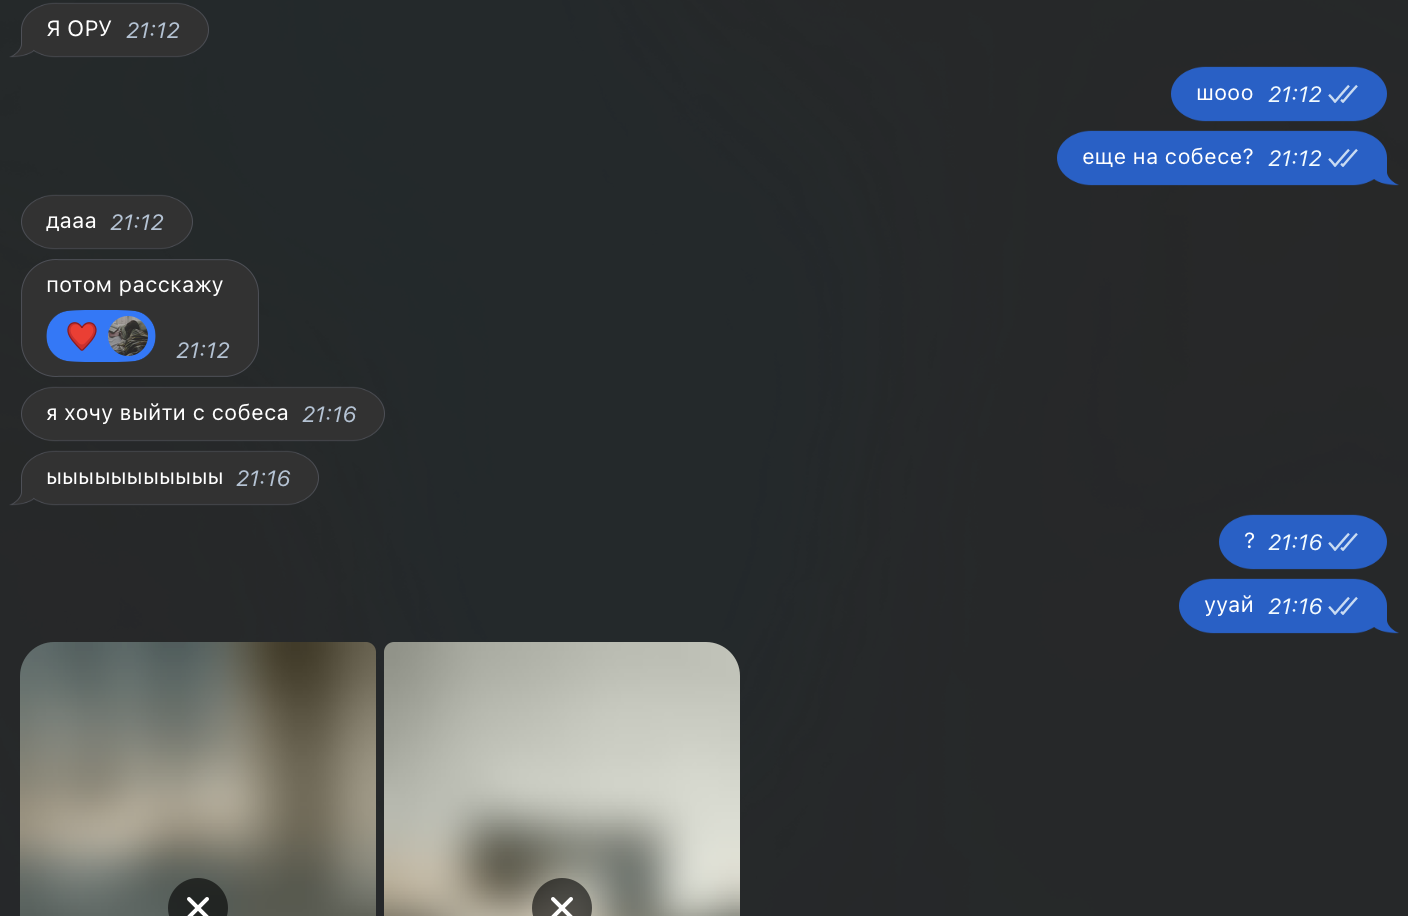 Я ОРУ 21:12
шооо 21:12
еще на собесе? 21:12
дааа 21:12
потом расскажу
21:12
я хочу выйти с собеса 21:16
ыыыыыыыыыыы 21:16
? 21:16
ууай 21:16